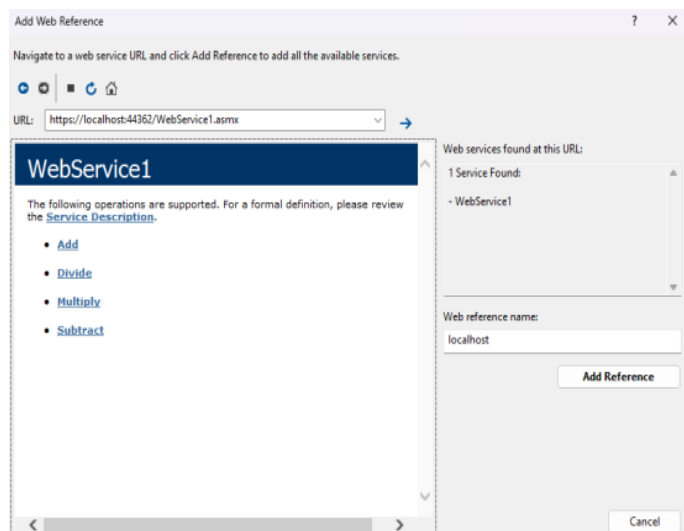 Add Web Reference
?
Navigate to a web service URL and click Add Reference to add all the available services.
URL: https://localhost:44362/WebService1.asmx
WebService1
The following operations are supported. For a formal definition, please review
the Service Description.
• Add
• Divide
• Multiply
• Subtract
Web services found at this URL:
1 Service Found:
- WebService1
Web reference name:
localhost
Add Reference
Cancel